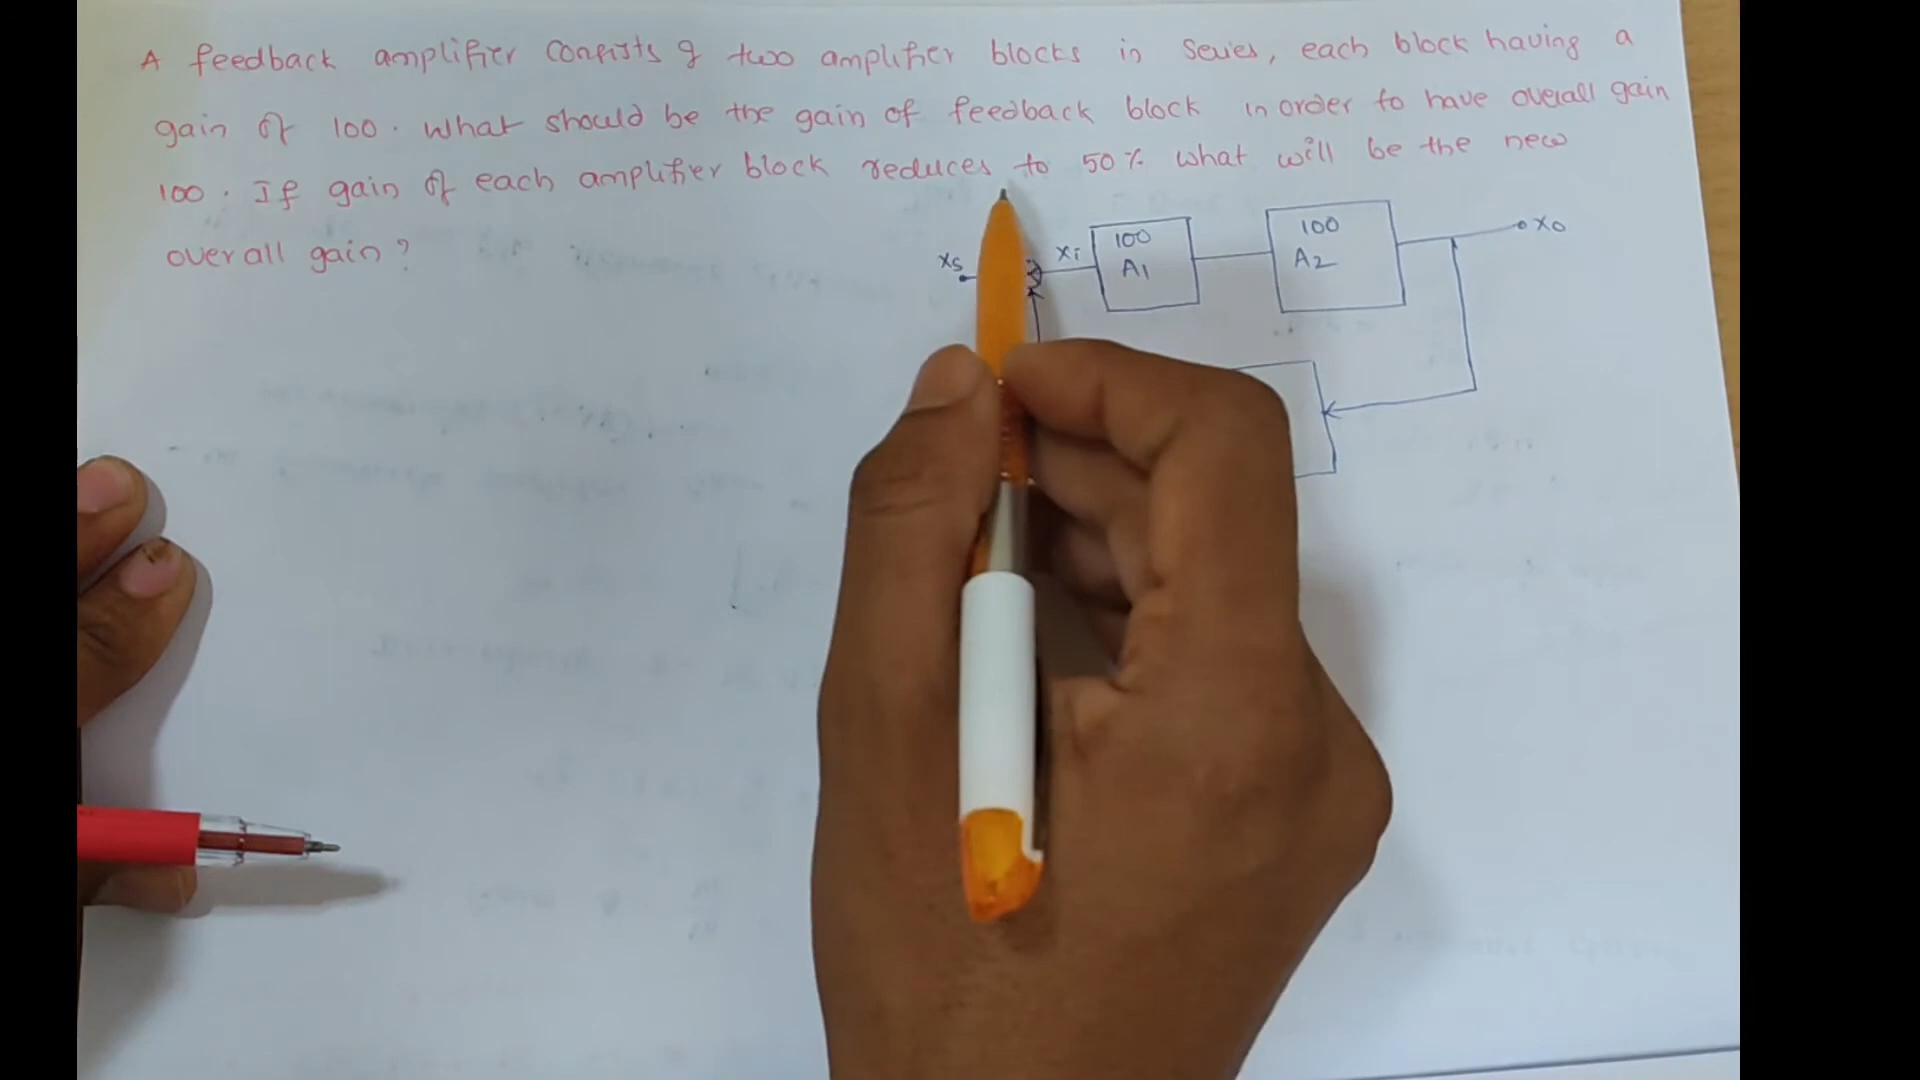 A feedback amplifier consists of two amplifier blocks in series, each block having a
gain of 100. What should be the gain of feedback block in order to have overall gain
100. If gain of each amplifier block reduces to 50% what will be the new
overall gain?
Xs
Xi
100
A1
100
A2
Xo